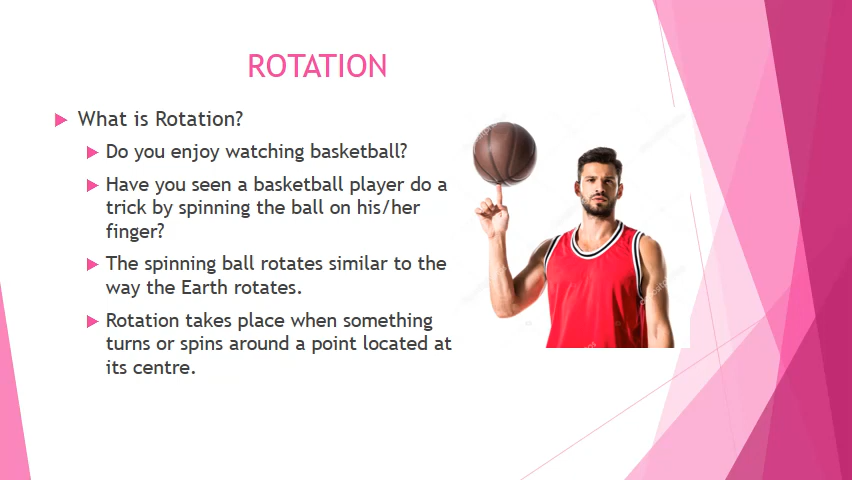 ROTATION
What is Rotation?
Do you enjoy watching basketball?
Have you seen a basketball player do a
trick by spinning the ball on his/her
finger?
The spinning ball rotates similar to the
way the Earth rotates.
Rotation takes place when something
turns or spins around a point located at
its centre.